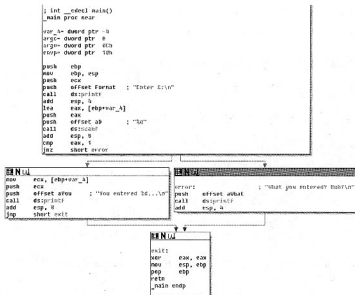 ; int __cdecl main()
_main proc near
var_4= dword ptr -4
argc= dword ptr 8
argv= dword ptr 0Ch
envp= dword ptr 10h
push ebp
mov ebp, esp
push ecx
push offset Format ; "Enter X:\n"
call ds:printf
add esp, 4
lea eax, [ebp+var_4]
push eax
push offset aD ; "%d"
call ds:scanf
add esp, 8
cmp eax, 1
jnz short error
mov ecx, [ebp+var_4]
push ecx
push offset aYou ; "You entered %d...\n"
call ds:printf
add esp, 8
jmp short exit
error: ; "What you entered? Huh?\n"
push offset aWhat
call ds:printf
add esp, 4
exit:
xor eax, eax
mov esp, ebp
pop ebp
retn
_main endp